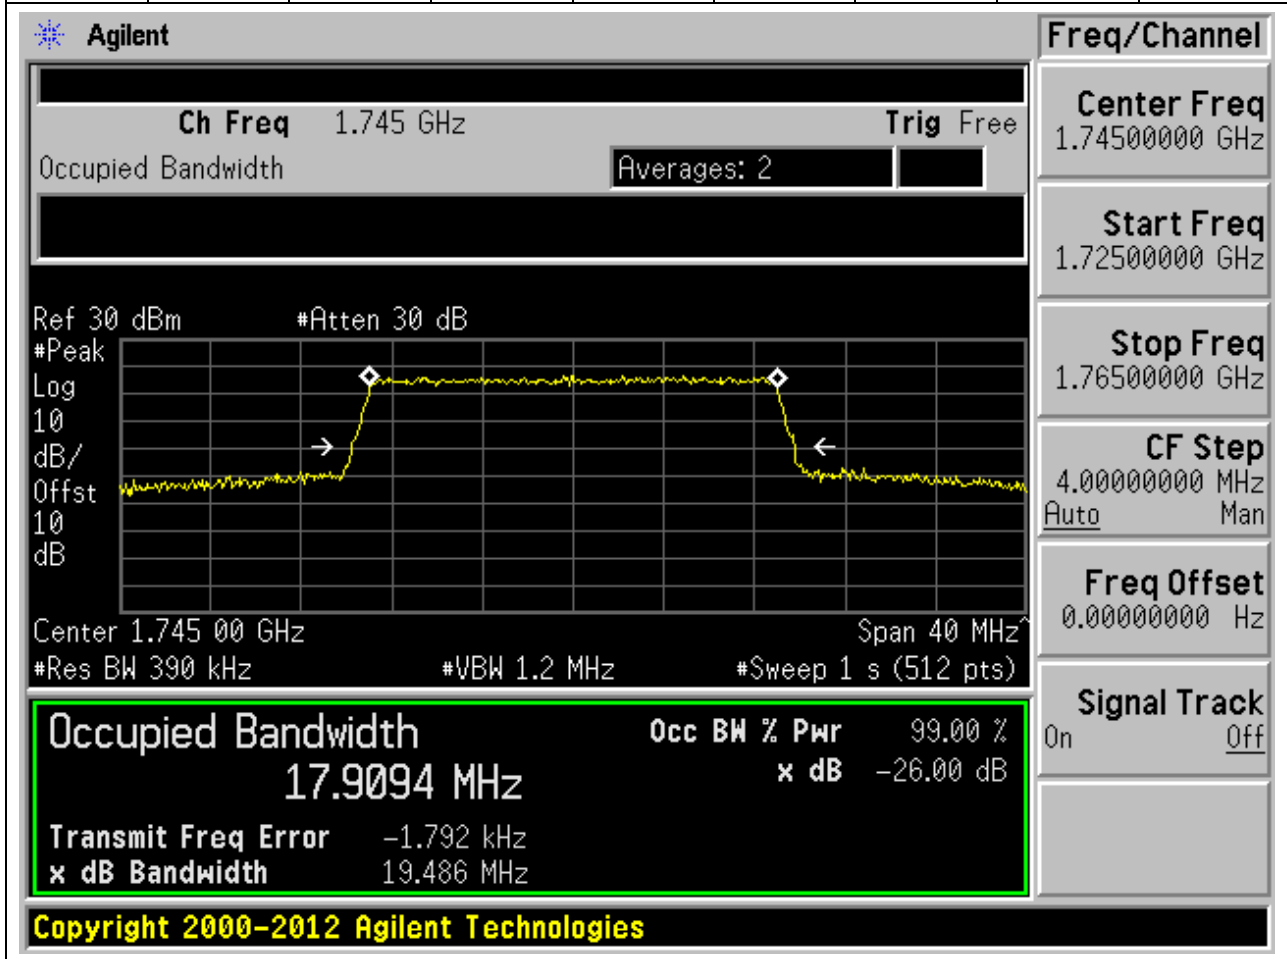 Agilent
Freq/Channel
Ch Freq 1.745 GHz Trig Free
Occupied Bandwidth Averages: 2
Center Freq
1.74500000 GHz
Start Freq
1.72500000 GHz
Stop Freq
1.76500000 GHz
CF Step
4.00000000 MHz
Auto Man
Freq Offset
0.00000000 Hz
Signal Track
On Off
Ref 30 dBm #Atten 30 dB
#Peak
Log
10
dB/
Offst
10
dB
Center 1.745 00 GHz Span 40 MHz^
#Res BW 390 kHz #VBW 1.2 MHz #Sweep 1 s (512 pts)
Occupied Bandwidth Occ BW % Pwr 99.00 %
17.9094 MHz x dB -26.00 dB
Transmit Freq Error -1.792 kHz
x dB Bandwidth 19.486 MHz
Copyright 2000-2012 Agilent Technologies